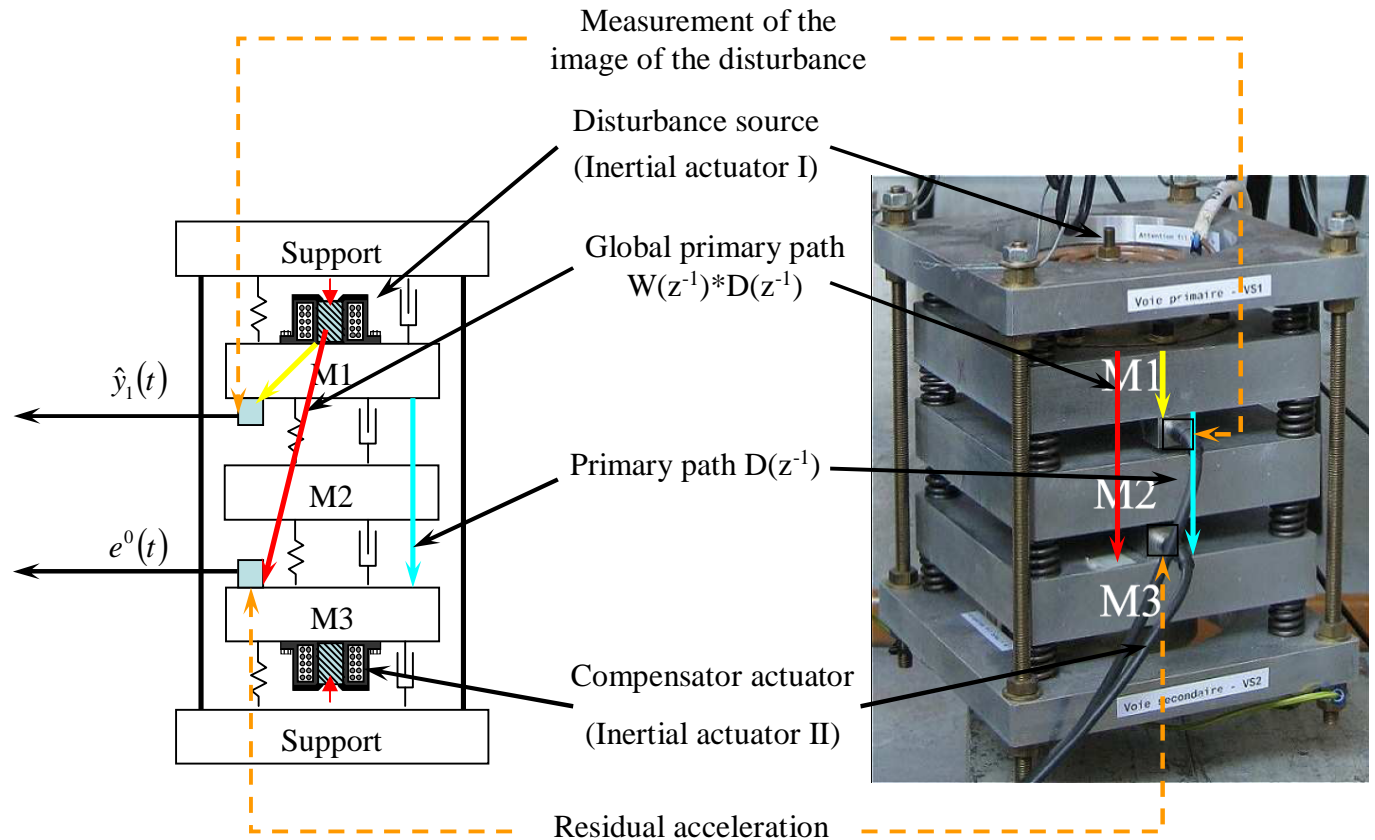 Measurement of the
image of the disturbance
Disturbance source
(Inertial actuator I)
Support
Global primary path
W(z⁻¹)*D(z⁻¹)
Attention
Voie primaire - VS1
M1
M1
ŷ₁(t)
Primary path D(z⁻¹)
M2
M2
e⁰(t)
M3
M3
Compensator actuator
(Inertial actuator II)
Voie secondaire - VS2
Support
Residual acceleration